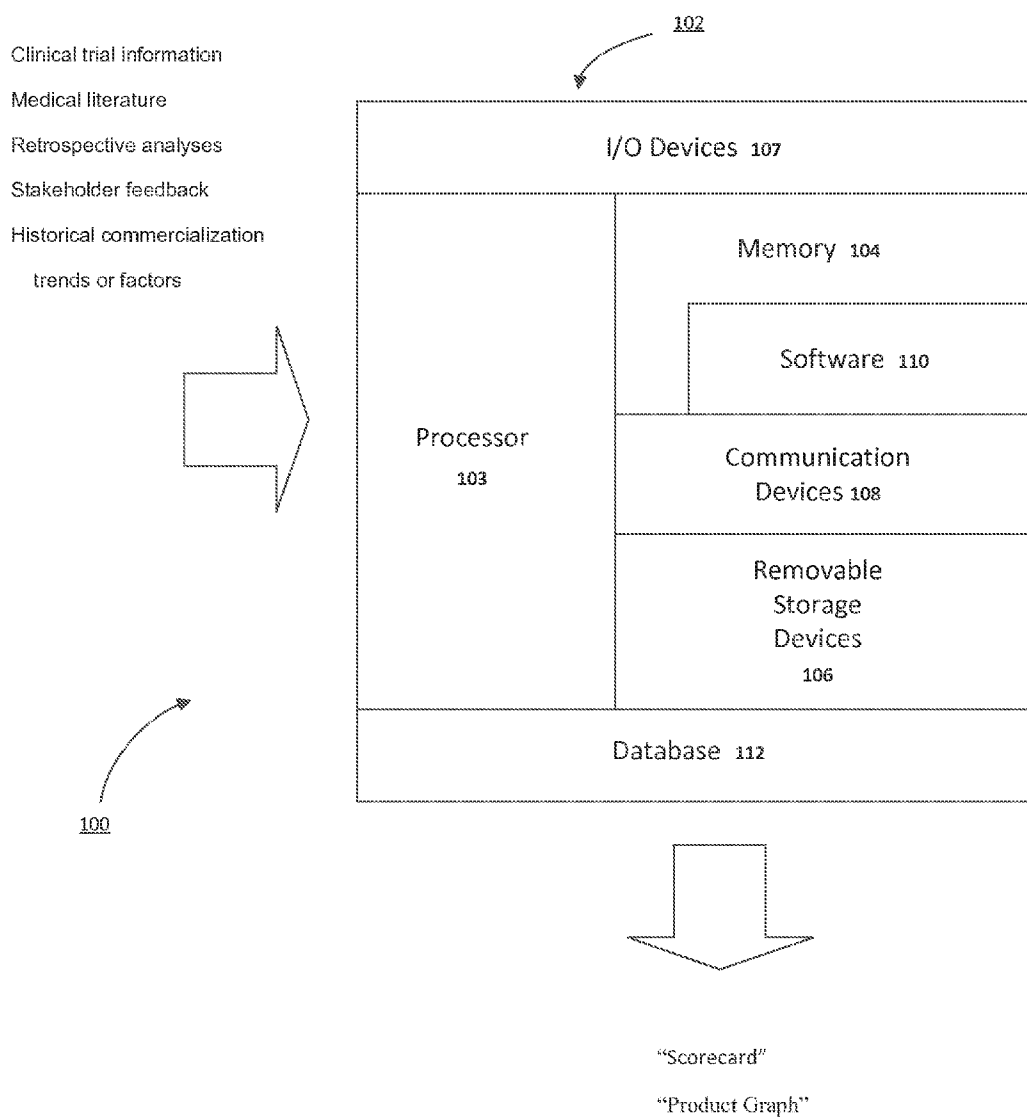 102
Clinical trial information
Medical literature
Retrospective analyses
Stakeholder feedback
Historical commercialization
trends or factors
I/O Devices 107
Memory 104
Software 110
Processor
103
Communication
Devices 108
Removable
Storage
Devices
106
Database 112
100
“Scorecard”
“Product Graph”